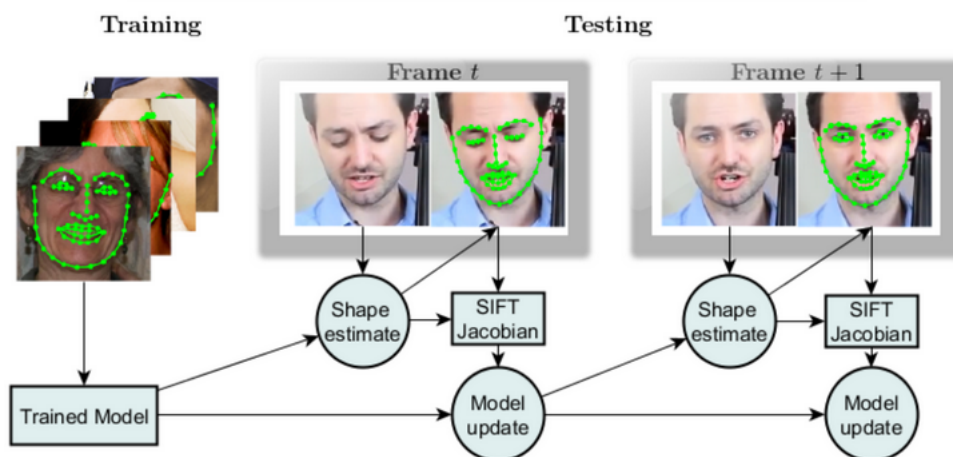 Training
Testing
Frame t
Frame t + 1
Shape
estimate
SIFT
Jacobian
Shape
estimate
SIFT
Jacobian
Trained Model
Model
update
Model
update